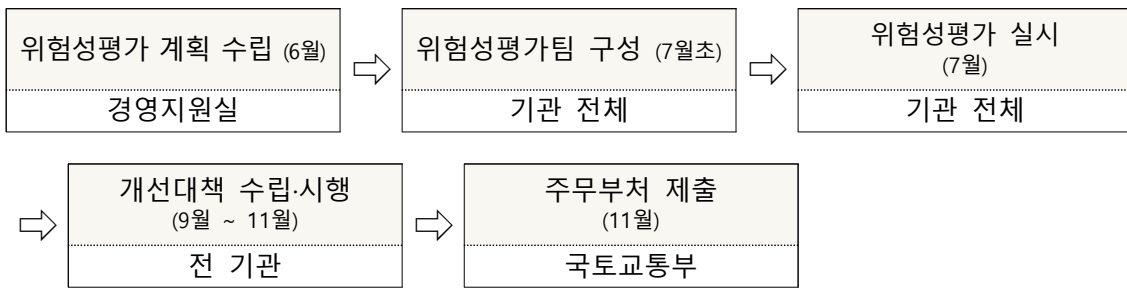 위험성평가 계획 수립 (6월)
경영지원실
⇨
위험성평가팀 구성 (7월초)
기관 전체
⇨
위험성평가 실시
(7월)
기관 전체
⇨
개선대책 수립·시행
(9월 ~ 11월)
전 기관
⇨
주무부처 제출
(11월)
국토교통부